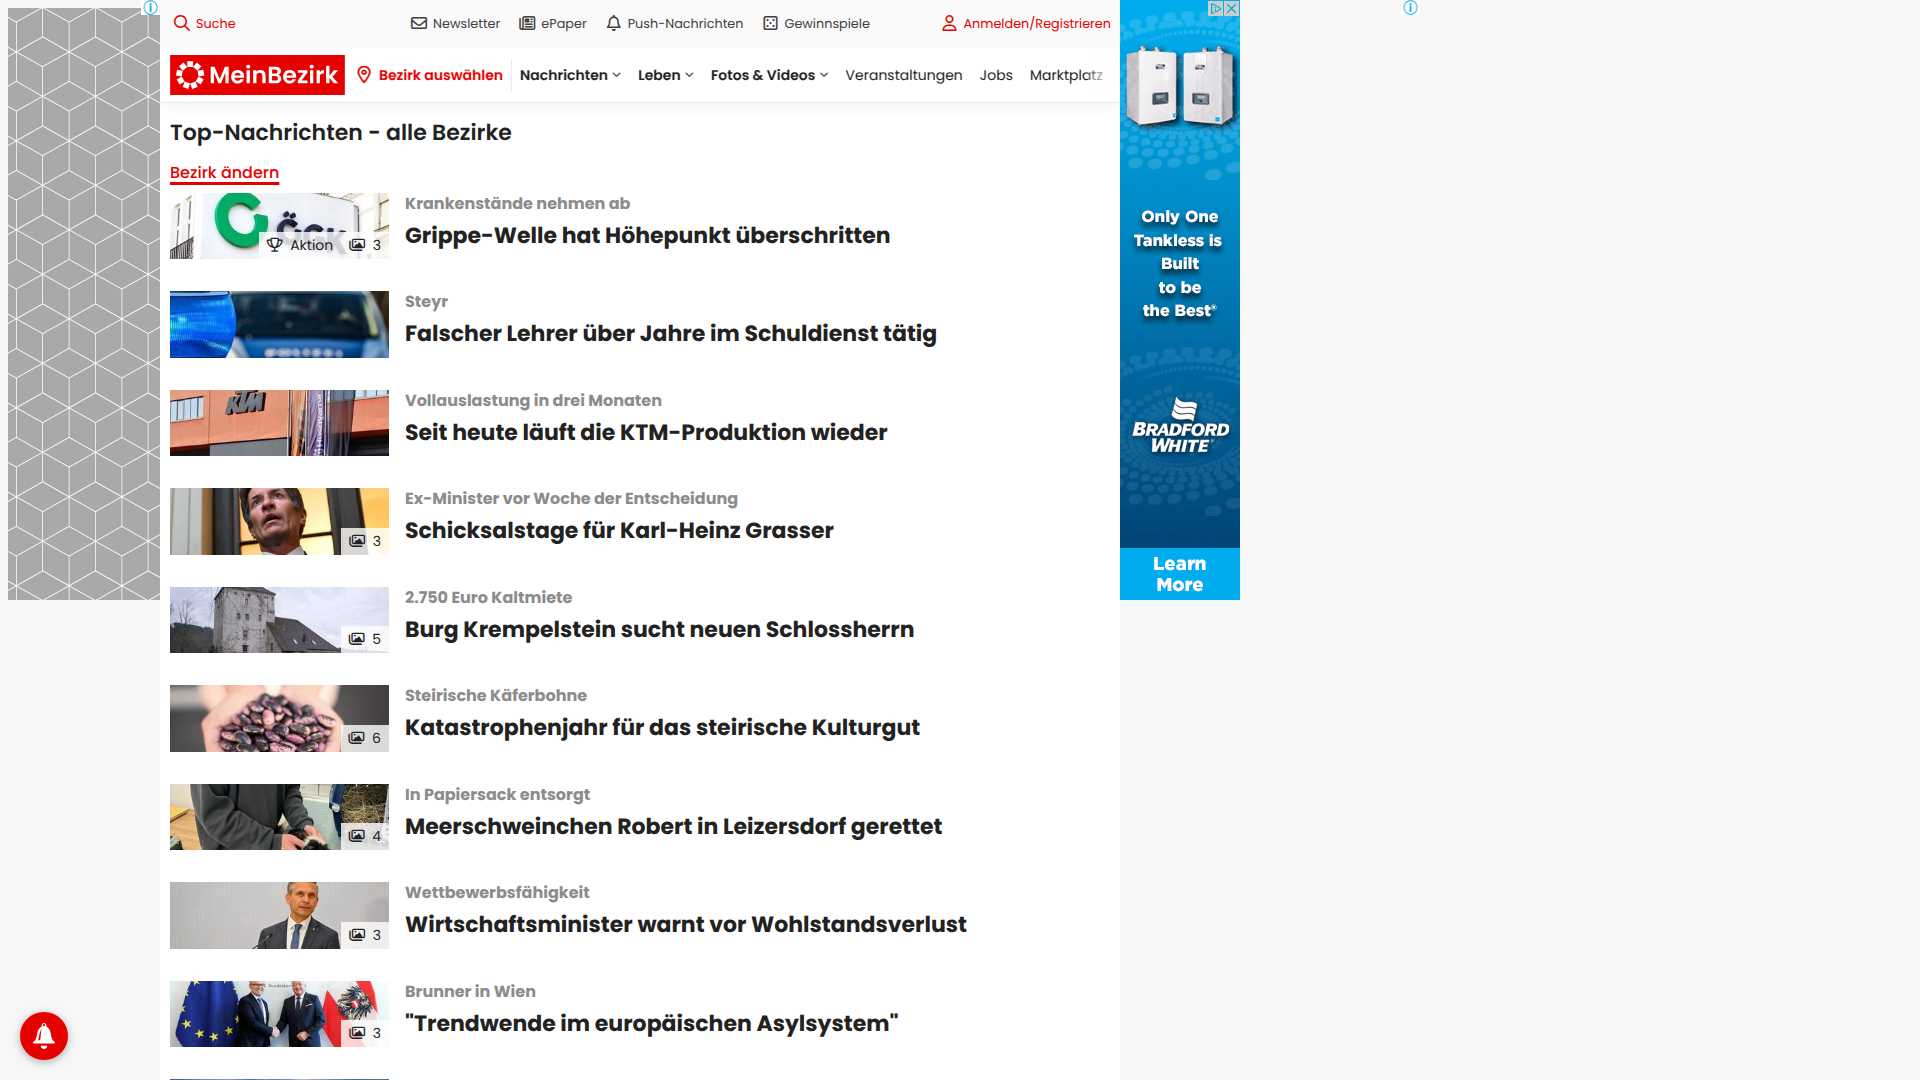 Suche
Newsletter
ePaper
Push-Nachrichten
Gewinnspiele
Anmelden/Registrieren
MeinBezirk
Bezirk auswählen
Nachrichten
Leben
Fotos & Videos
Veranstaltungen
Jobs
Marktplatz
Top-Nachrichten - alle Bezirke
Bezirk ändern
Aktion
3
Krankenstände nehmen ab
Grippe-Welle hat Höhepunkt überschritten
Steyr
Falscher Lehrer über Jahre im Schuldienst tätig
KTM
Vollauslastung in drei Monaten
Seit heute läuft die KTM-Produktion wieder
3
Ex-Minister vor Woche der Entscheidung
Schicksalstage für Karl-Heinz Grasser
5
2.750 Euro Kaltmiete
Burg Krempelstein sucht neuen Schlossherrn
6
Steirische Käferbohne
Katastrophenjahr für das steirische Kulturgut
4
In Papiersack entsorgt
Meerschweinchen Robert in Leizersdorf gerettet
3
Wettbewerbsfähigkeit
Wirtschaftsminister warnt vor Wohlstandsverlust
3
Brunner in Wien
"Trendwende im europäischen Asylsystem"
Only One
Tankless is
Built
to be
the Best®
BRADFORD
WHITE
Learn
More